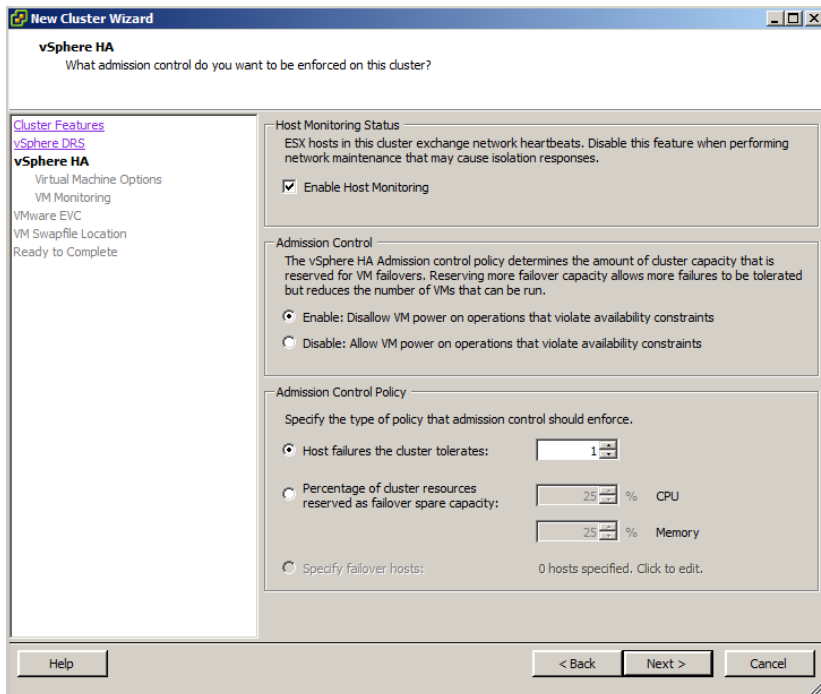 New Cluster Wizard
vSphere HA
What admission control do you want to be enforced on this cluster?
Cluster Features
vSphere DRS
vSphere HA
Virtual Machine Options
VM Monitoring
VMware EVC
VM Swapfile Location
Ready to Complete
Host Monitoring Status
ESX hosts in this cluster exchange network heartbeats. Disable this feature when performing
network maintenance that may cause isolation responses.
Enable Host Monitoring
Admission Control
The vSphere HA Admission control policy determines the amount of cluster capacity that is
reserved for VM failovers. Reserving more failover capacity allows more failures to be tolerated
but reduces the number of VMs that can be run.
Enable: Disallow VM power on operations that violate availability constraints
Disable: Allow VM power on operations that violate availability constraints
Admission Control Policy
Specify the type of policy that admission control should enforce.
Host failures the cluster tolerates: 1
Percentage of cluster resources
reserved as failover spare capacity: 25 % CPU
25 % Memory
Specify failover hosts: 0 hosts specified. Click to edit.
Help < Back Next > Cancel